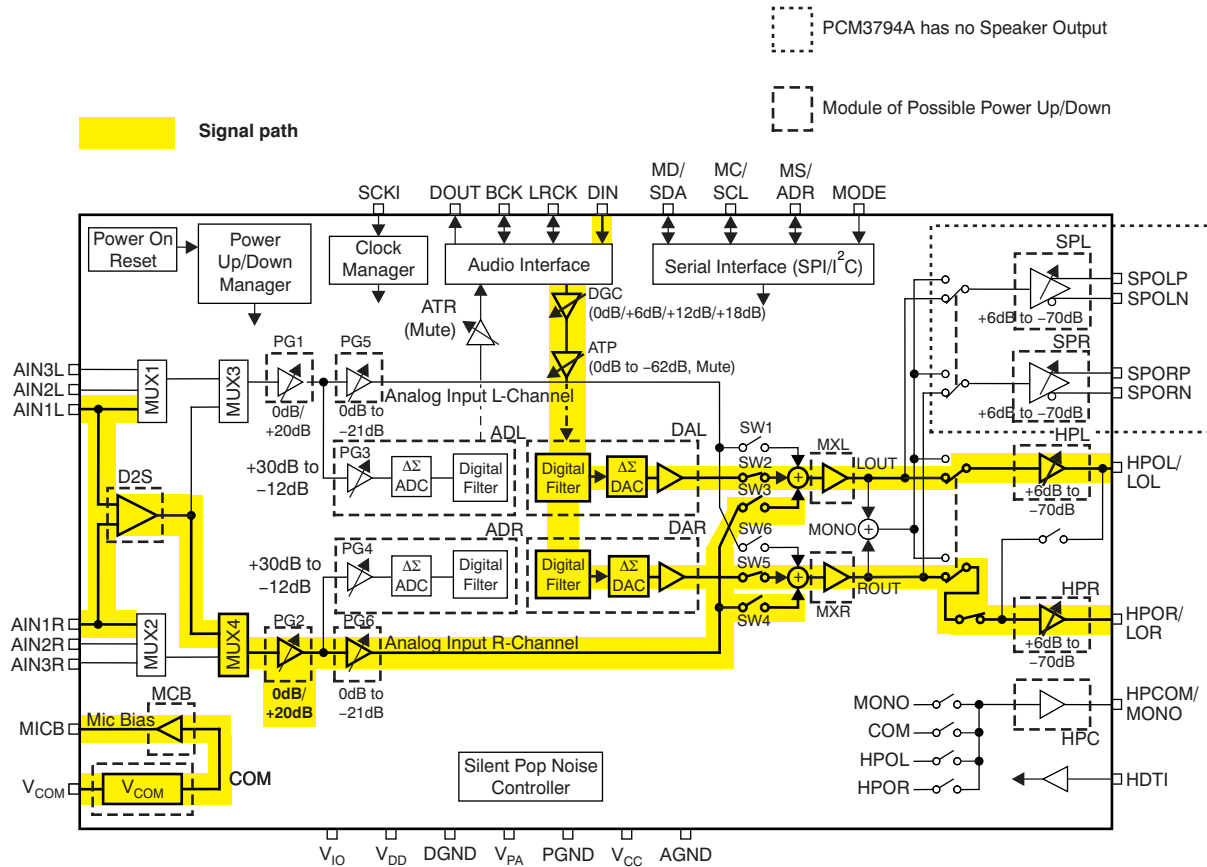 PCM3794A has no Speaker Output
Module of Possible Power Up/Down
Signal path
SCKI
DOUT
BCK
LRCK
DIN
MD/
SDA
MC/
SCL
MS/
ADR
MODE
Power On
Reset
Power
Up/Down
Manager
Clock
Manager
Audio Interface
Serial Interface (SPI/I2C)
SPL
SPOLP
SPOLN
+6dB to −70dB
SPR
SPORP
SPORN
+6dB to −70dB
DGC
(0dB/+6dB/+12dB/+18dB)
ATR
(Mute)
ATP
(0dB to −62dB, Mute)
AIN3L
AIN2L
AIN1L
MUX1
MUX3
PG1
0dB/
+20dB
PG5
0dB to
−21dB
Analog Input L-Channel
ADL
+30dB to
−12dB
PG3
ΔΣ
ADC
Digital
Filter
DAL
Digital
Filter
ΔΣ
DAC
SW1
SW2
SW3
MXL
LOUT
HPL
+6dB to
−70dB
HPOL/
LOL
D2S
ADR
+30dB to
−12dB
PG4
ΔΣ
ADC
Digital
Filter
DAR
Digital
Filter
ΔΣ
DAC
MONO
SW6
SW5
SW4
MXR
ROUT
HPR
+6dB to
−70dB
HPOR/
LOR
AIN1R
AIN2R
AIN3R
MUX2
MUX4
PG2
0dB/
+20dB
PG6
0dB to
−21dB
Analog Input R-Channel
MCB
MICB
Mic Bias
COM
VCOM
VCOM
Silent Pop Noise
Controller
MONO
COM
HPOL
HPOR
HPCOM/
MONO
HPC
HDTI
VIO
VDD
DGND
VPA
PGND
VCC
AGND